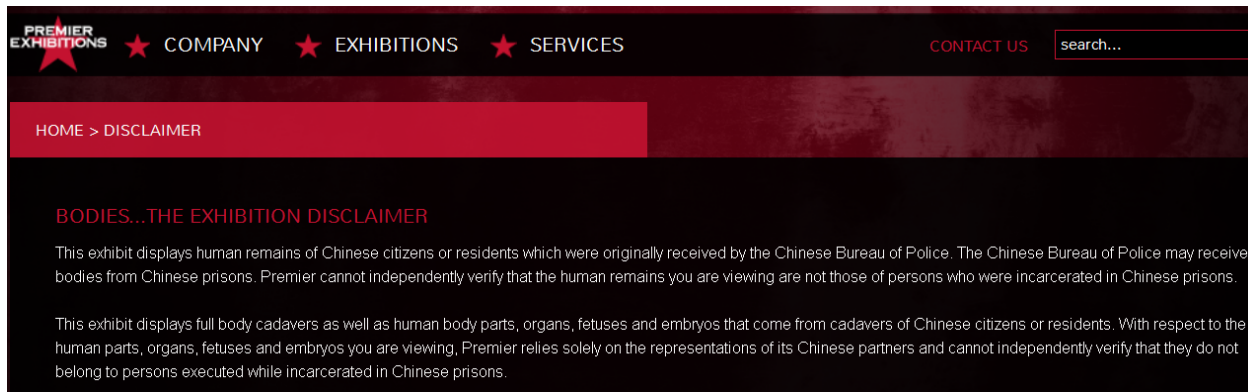 PREMIER
EXHIBITIONS
COMPANY
EXHIBITIONS
SERVICES
CONTACT US
search...
HOME > DISCLAIMER
BODIES...THE EXHIBITION DISCLAIMER
This exhibit displays human remains of Chinese citizens or residents which were originally received by the Chinese Bureau of Police. The Chinese Bureau of Police may receive
bodies from Chinese prisons. Premier cannot independently verify that the human remains you are viewing are not those of persons who were incarcerated in Chinese prisons.
This exhibit displays full body cadavers as well as human body parts, organs, fetuses and embryos that come from cadavers of Chinese citizens or residents. With respect to the
human parts, organs, fetuses and embryos you are viewing, Premier relies solely on the representations of its Chinese partners and cannot independently verify that they do not
belong to persons executed while incarcerated in Chinese prisons.